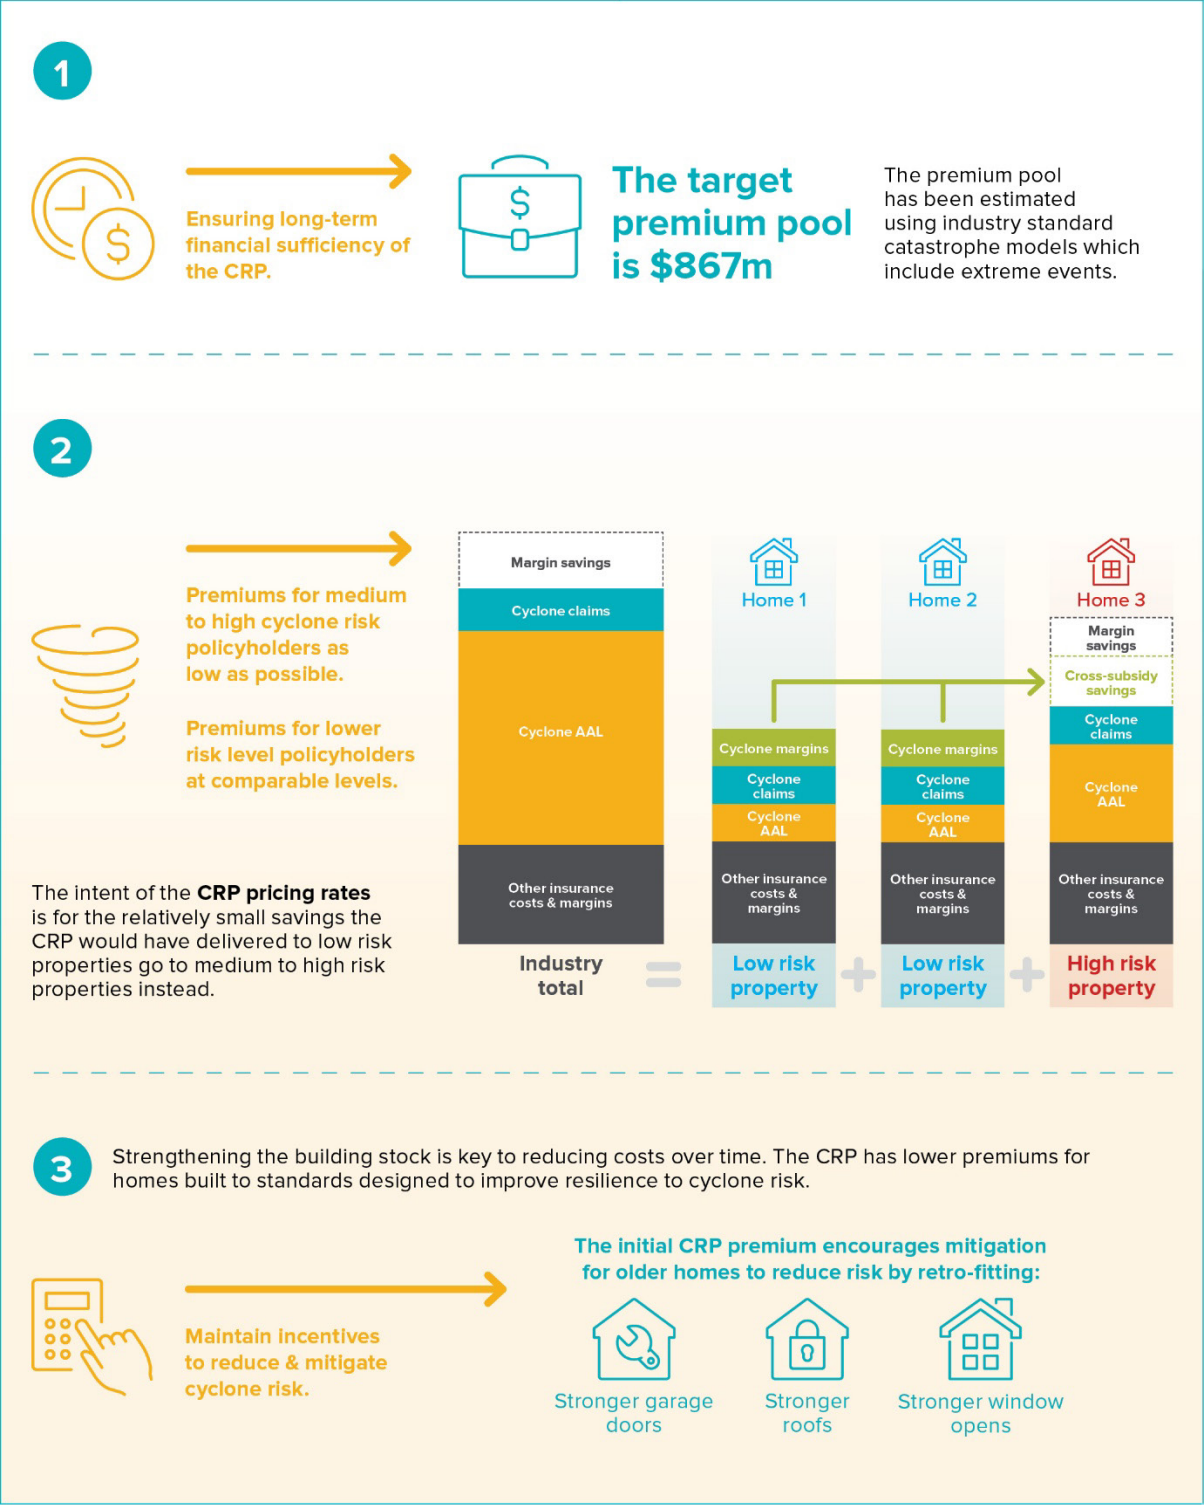 1
$
$
Ensuring long-term
financial sufficiency of
the CRP.
The target
premium pool
is $867m
The premium pool
has been estimated
using industry standard
catastrophe models which
include extreme events.
2
Premiums for medium
to high cyclone risk
policyholders as
low as possible.
Premiums for lower
risk level policyholders
at comparable levels.
The intent of the CRP pricing rates
is for the relatively small savings the
CRP would have delivered to low risk
properties go to medium to high risk
properties instead.
Margin savings
Cyclone claims
Cyclone AAL
Other insurance
costs & margins
Industry
total
=
Home 1
Cyclone margins
Cyclone
claims
Cyclone
AAL
Other insurance
costs &
margins
Low risk
property
+
Home 2
Cyclone margins
Cyclone
claims
Cyclone
AAL
Other insurance
costs &
margins
Low risk
property
+
Home 3
Margin
savings
Cross-subsidy
savings
Cyclone
claims
Cyclone
AAL
Other insurance
costs &
margins
High risk
property
3
Strengthening the building stock is key to reducing costs over time. The CRP has lower premiums for
homes built to standards designed to improve resilience to cyclone risk.
Maintain incentives
to reduce & mitigate
cyclone risk.
The initial CRP premium encourages mitigation
for older homes to reduce risk by retro-fitting:
Stronger garage
doors
Stronger
roofs
Stronger window
opens